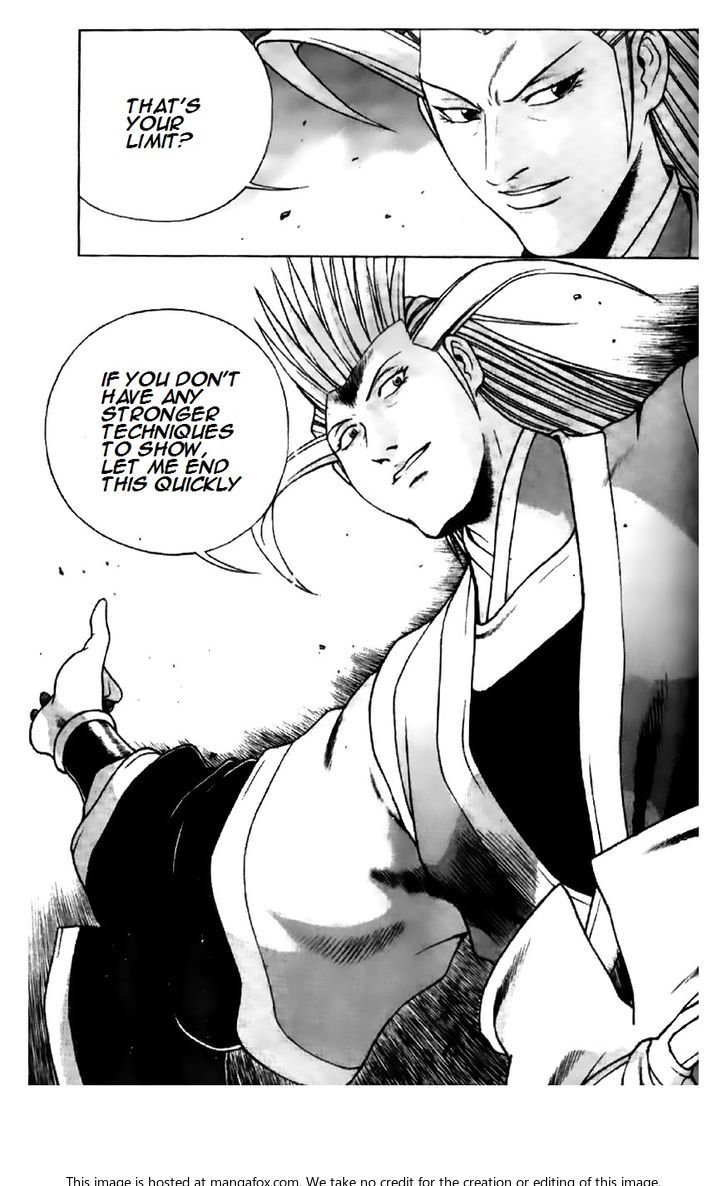 THAT'S
YOUR
LIMIT?
IF YOU DON'T
HAVE ANY
STRONGER
TECHNIQUES
TO SHOW,
LET ME END
THIS QUICKLY
This image is hosted at mangafox.com. We take no credit for the creation or editing of this image.